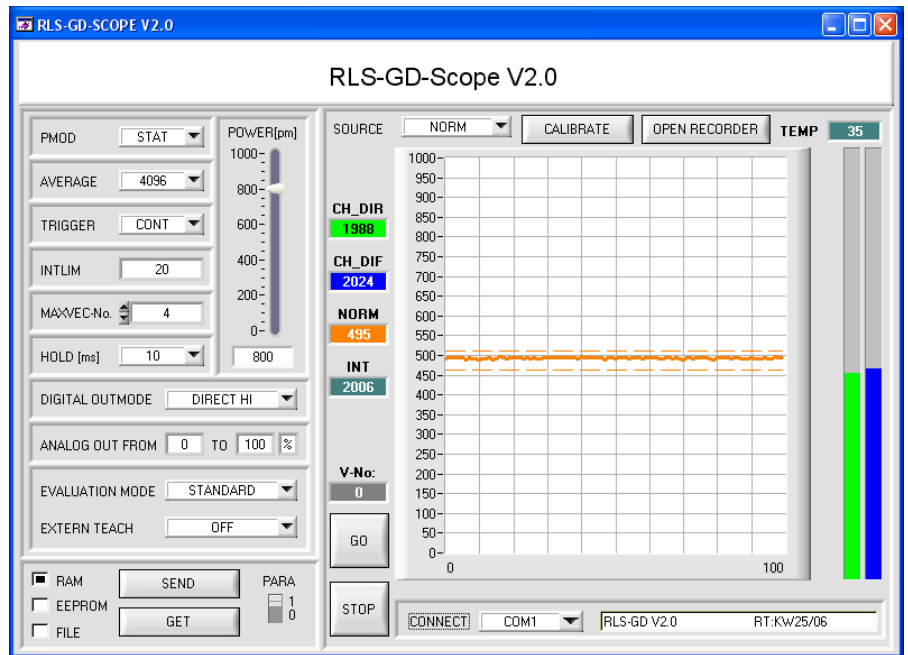 RLS-GD-SCOPE V2.0
RLS-GD-Scope V2.0
PMOD STAT
AVERAGE 4096
TRIGGER CONT
INTLIM 20
MAXVEC-No. 4
HOLD [ms] 10
POWER[pm]
1000
800
600
400
200
0
800
DIGITAL OUTMODE DIRECT HI
ANALOG OUT FROM 0 TO 100 %
EVALUATION MODE STANDARD
EXTERN TEACH OFF
RAM
EEPROM
FILE
SEND
GET
PARA
1
0
SOURCE NORM CALIBRATE OPEN RECORDER TEMP 35
CH_DIR
1988
CH_DIF
2024
NORM
495
INT
2006
V-No:
0
GO
STOP
1000
950
900
850
800
750
700
650
600
550
500
450
400
350
300
250
200
150
100
50
0
0 100
CONNECT COM1 RLS-GD V2.0 RT:KW25/06